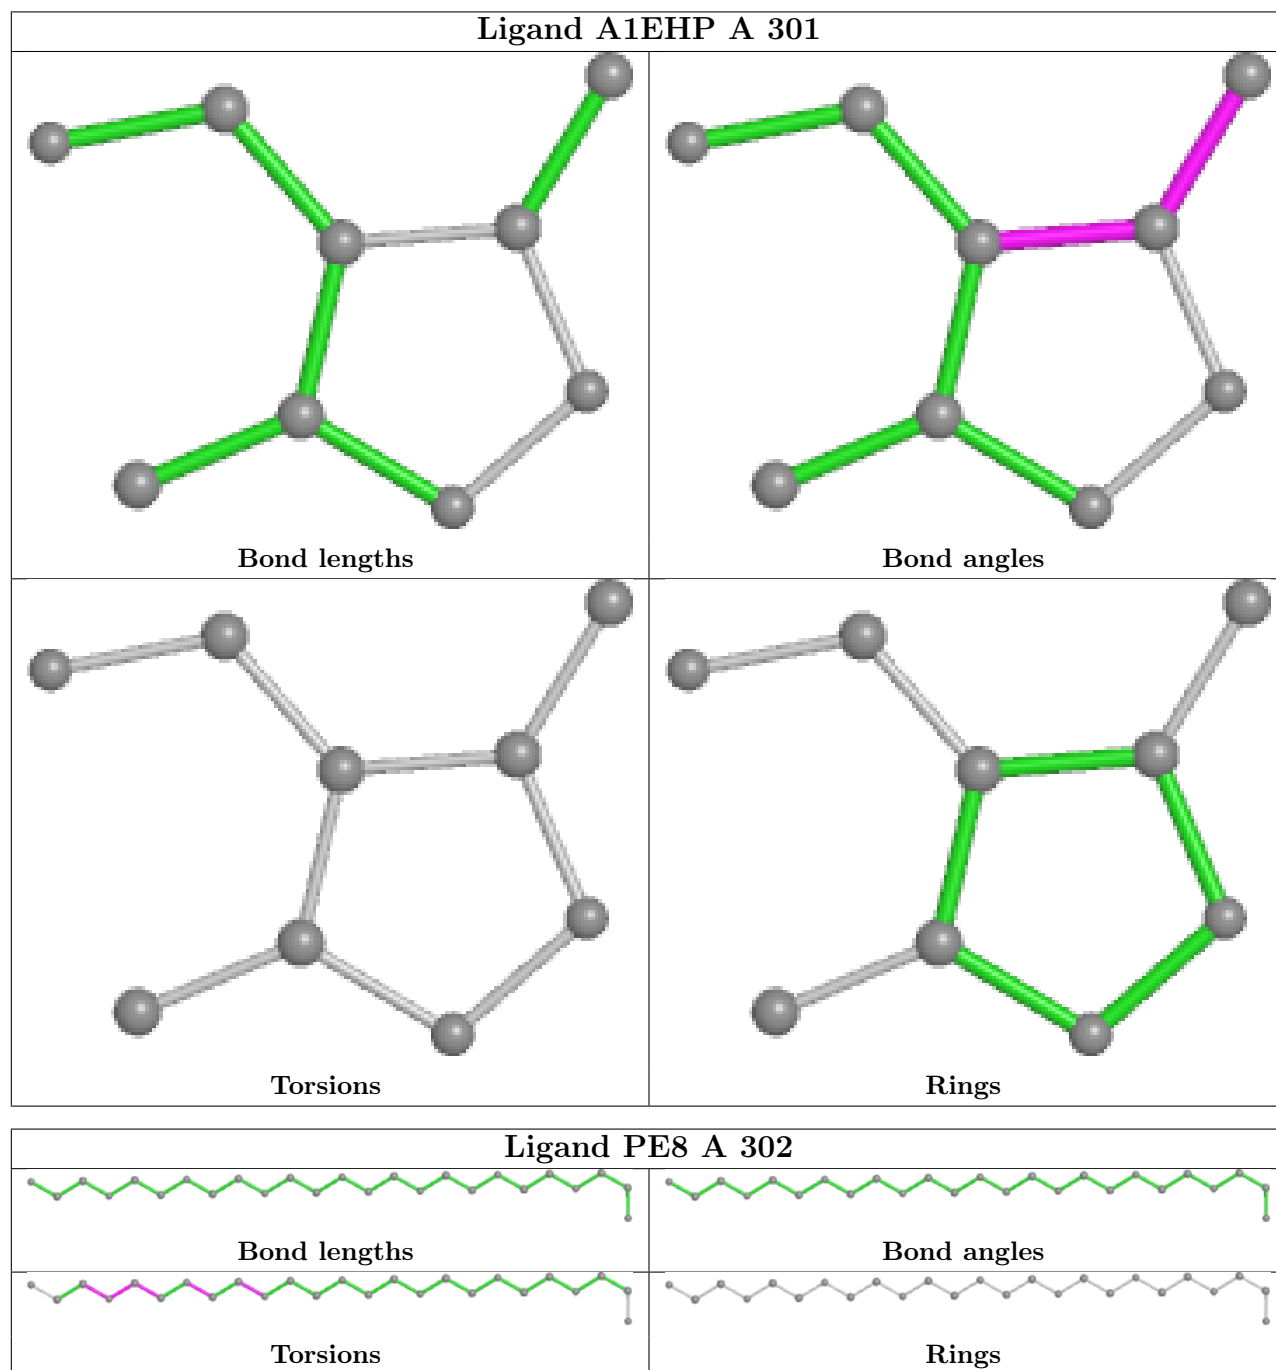 Ligand A1EHP A 301
Bond lengths
Bond angles
Torsions
Rings
Ligand PE8 A 302
Bond lengths
Bond angles
Torsions
Rings